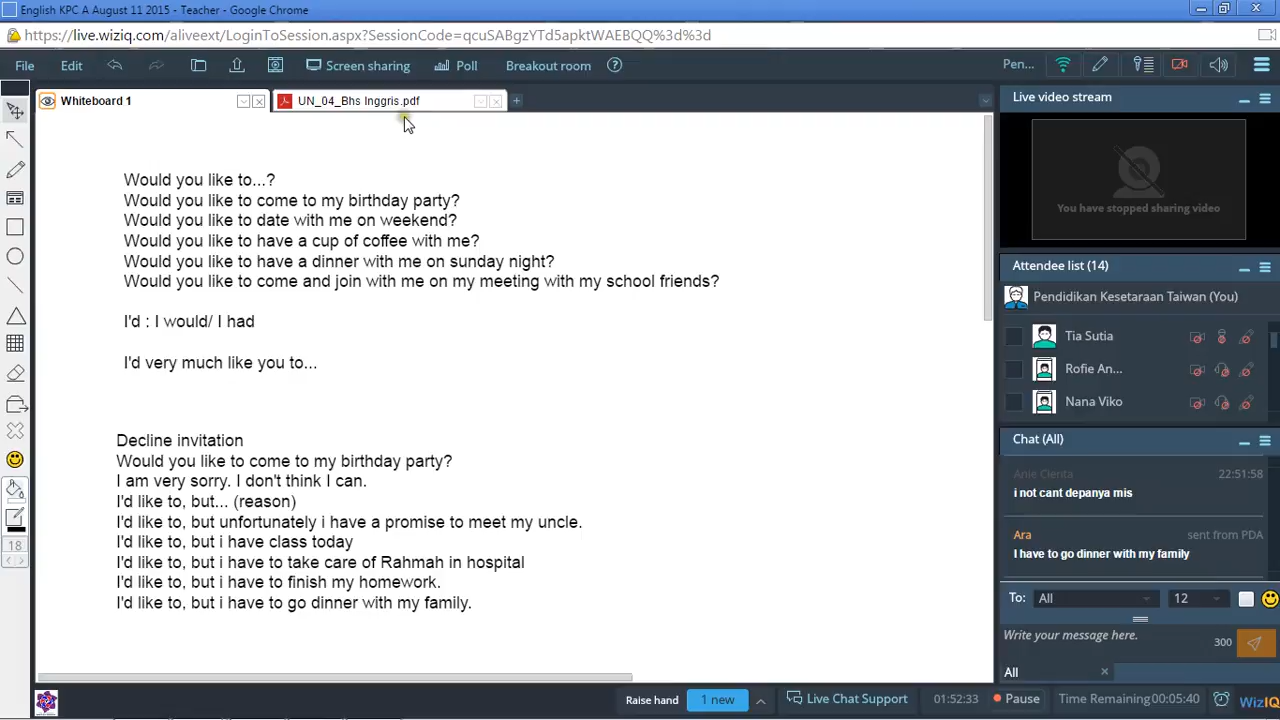 English KPC A August 11 2015 - Teacher - Google Chrome
https://live.wiziq.com/aliveext/LoginToSession.aspx?SessionCode=qcuSABgzYTd5apktWAEBQQ%3d%3d
File Edit Screen sharing Poll Breakout room Pen...
Whiteboard 1 UN_04_Bhs Inggris.pdf
Would you like to...?
Would you like to come to my birthday party?
Would you like to date with me on weekend?
Would you like to have a cup of coffee with me?
Would you like to have a dinner with me on sunday night?
Would you like to come and join with me on my meeting with my school friends?
I'd : I would/ I had
I'd very much like you to...
Decline invitation
Would you like to come to my birthday party?
I am very sorry. I don't think I can.
I'd like to, but... (reason)
I'd like to, but unfortunately i have a promise to meet my uncle.
I'd like to, but i have class today
I'd like to, but i have to take care of Rahmah in hospital
I'd like to, but i have to finish my homework.
I'd like to, but i have to go dinner with my family.
18
Live video stream
You have stopped sharing video
Attendee list (14)
Pendidikan Kesetaraan Taiwan (You)
Tia Sutia
Rofie An...
Nana Viko
Chat (All)
Anie Clenta 22:51:58
i not cant depanya mis
Ara sent from PDA
I have to go dinner with my family
To: All 12
Write your message here. 300
All
Raise hand 1 new Live Chat Support 01:52:33 Pause Time Remaining 00:05:40 WizIQ